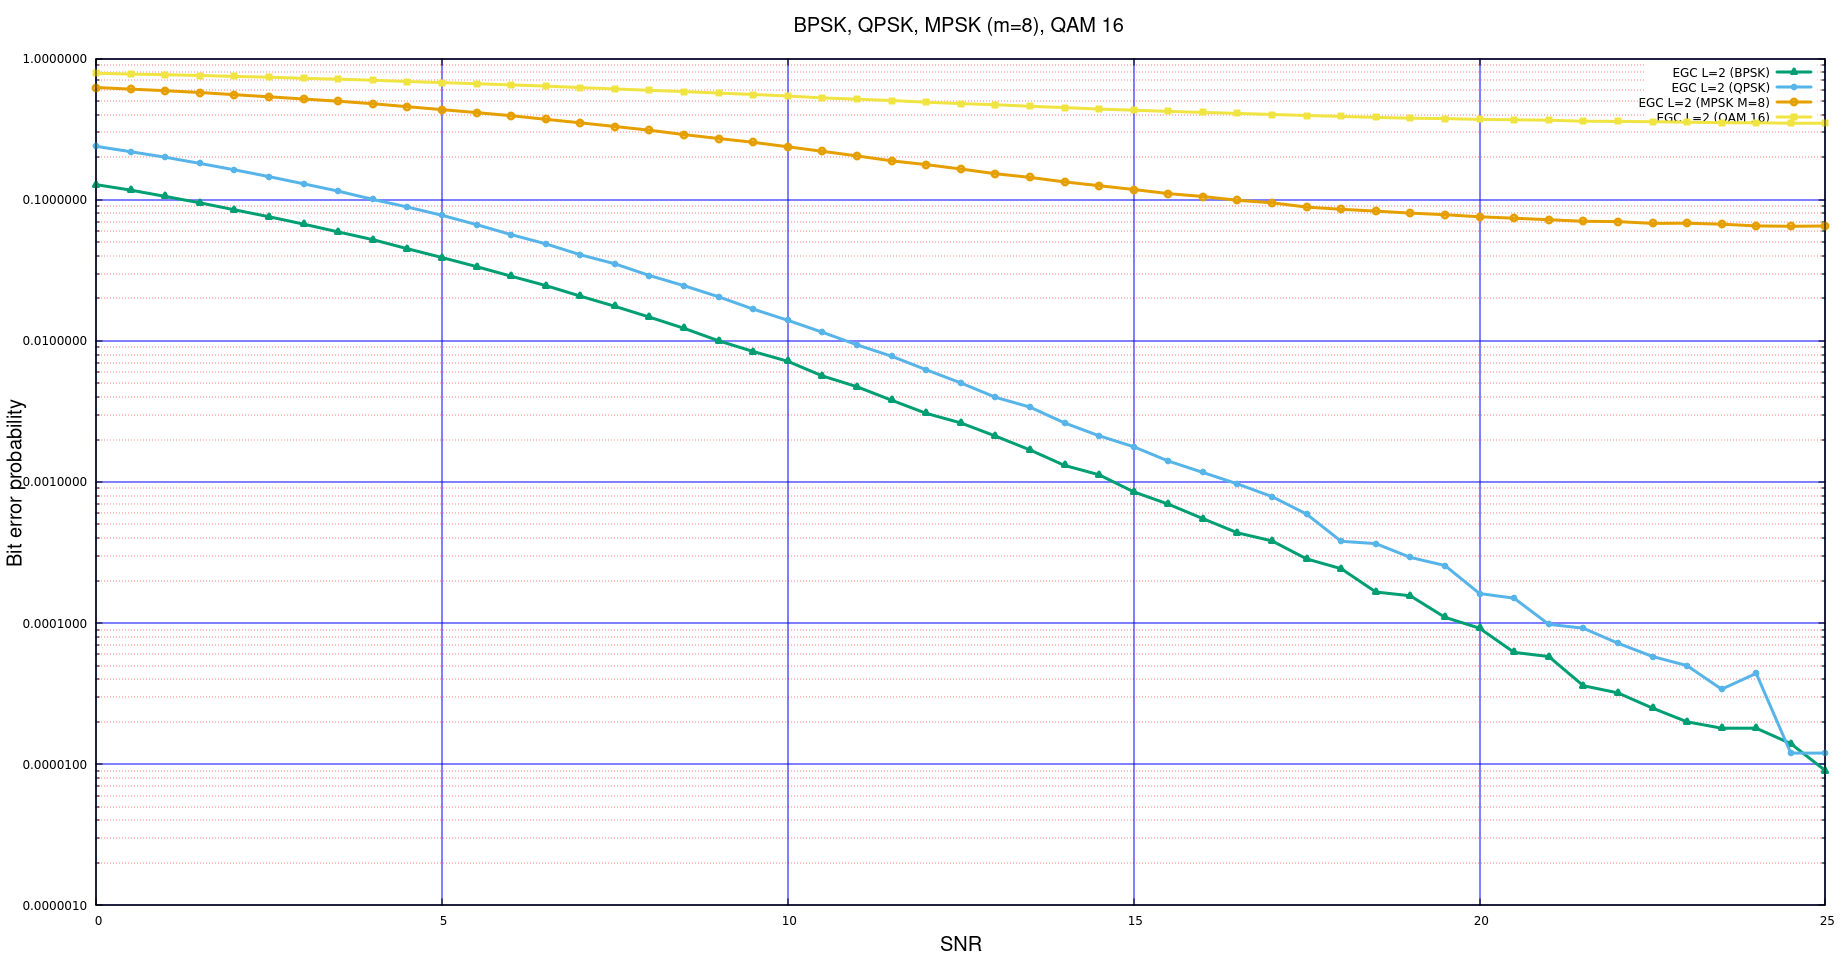 BPSK, QPSK, MPSK (m=8), QAM 16
1.0000000
0.1000000
0.0100000
0.0010000
0.0001000
0.0000100
0.0000010
Bit error probability
EGC L=2 (BPSK)
EGC L=2 (QPSK)
EGC L=2 (MPSK M=8)
EGC L=2 (QAM 16)
0 5 10 15 20 25
SNR